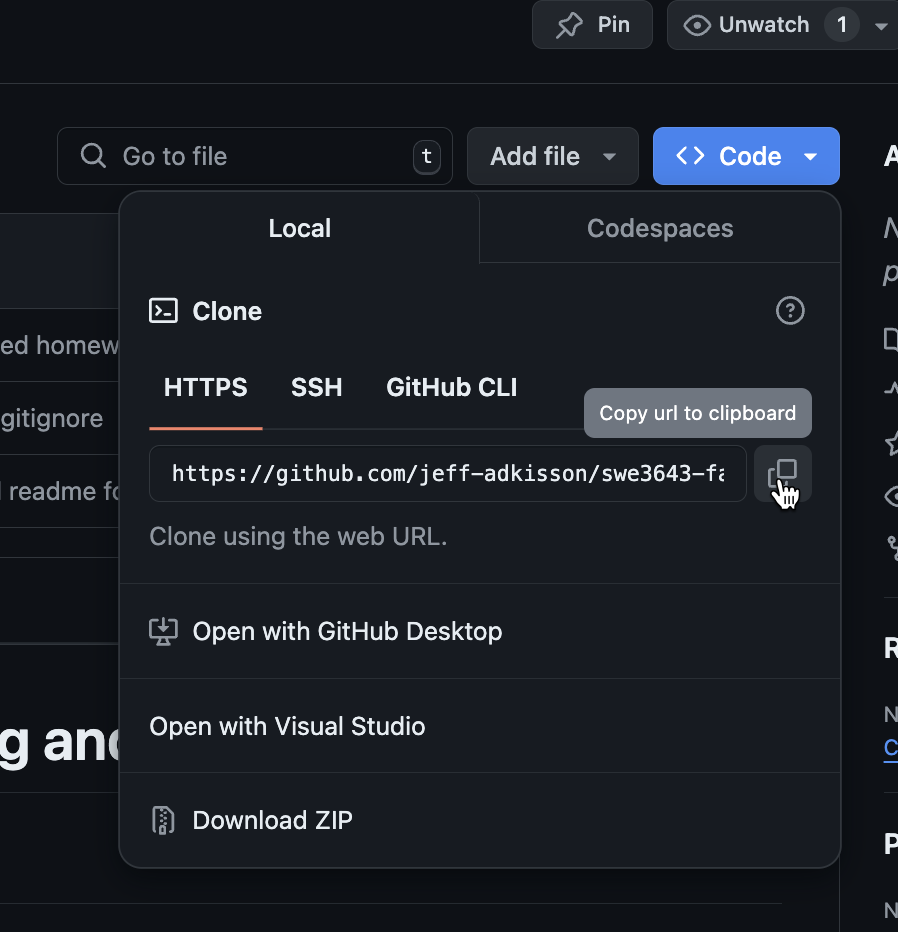 Pin
Unwatch 1
Go to file t
Add file
Code
Local
Codespaces
Clone
HTTPS SSH GitHub CLI
Copy url to clipboard
https://github.com/jeff-adkisson/swe3643-fa
Clone using the web URL.
Open with GitHub Desktop
Open with Visual Studio
Download ZIP
ed homew
gitignore
readme fo
g and